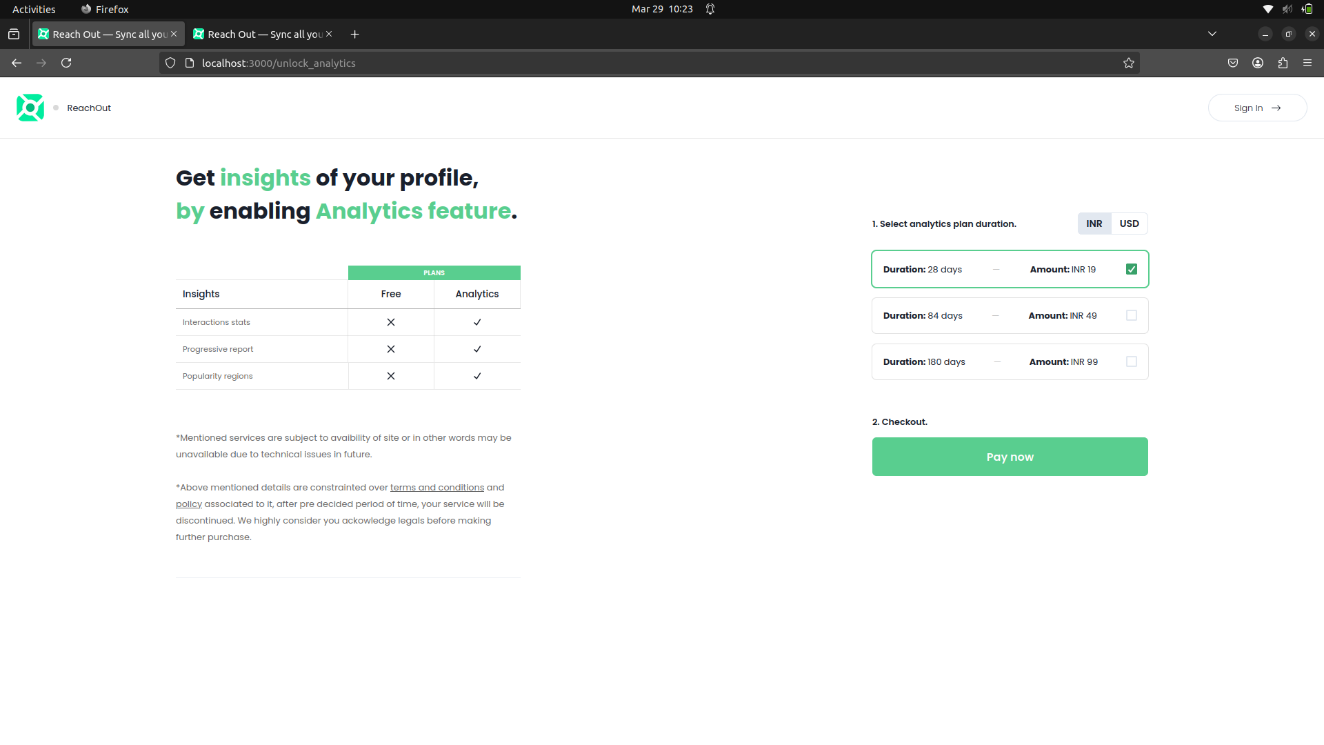 Activities
Firefox
Mar 29 10:23
Reach Out — Sync all you
Reach Out — Sync all you
localhost:3000/unlock_analytics
ReachOut
Sign In
Get insights of your profile,
by enabling Analytics feature.
PLANS
Insights Free Analytics
Interactions stats
Progressive report
Popularity regions
*Mentioned services are subject to avaibility of site or in other words may be
unavailable due to technical issues in future.
*Above mentioned details are constrainted over terms and conditions and
policy associated to it, after pre decided period of time, your service will be
discontinued. We highly consider you ackowledge legals before making
further purchase.
1. Select analytics plan duration.
INR USD
Duration: 28 days — Amount: INR 19
Duration: 84 days — Amount: INR 49
Duration: 180 days — Amount: INR 99
2. Checkout.
Pay now